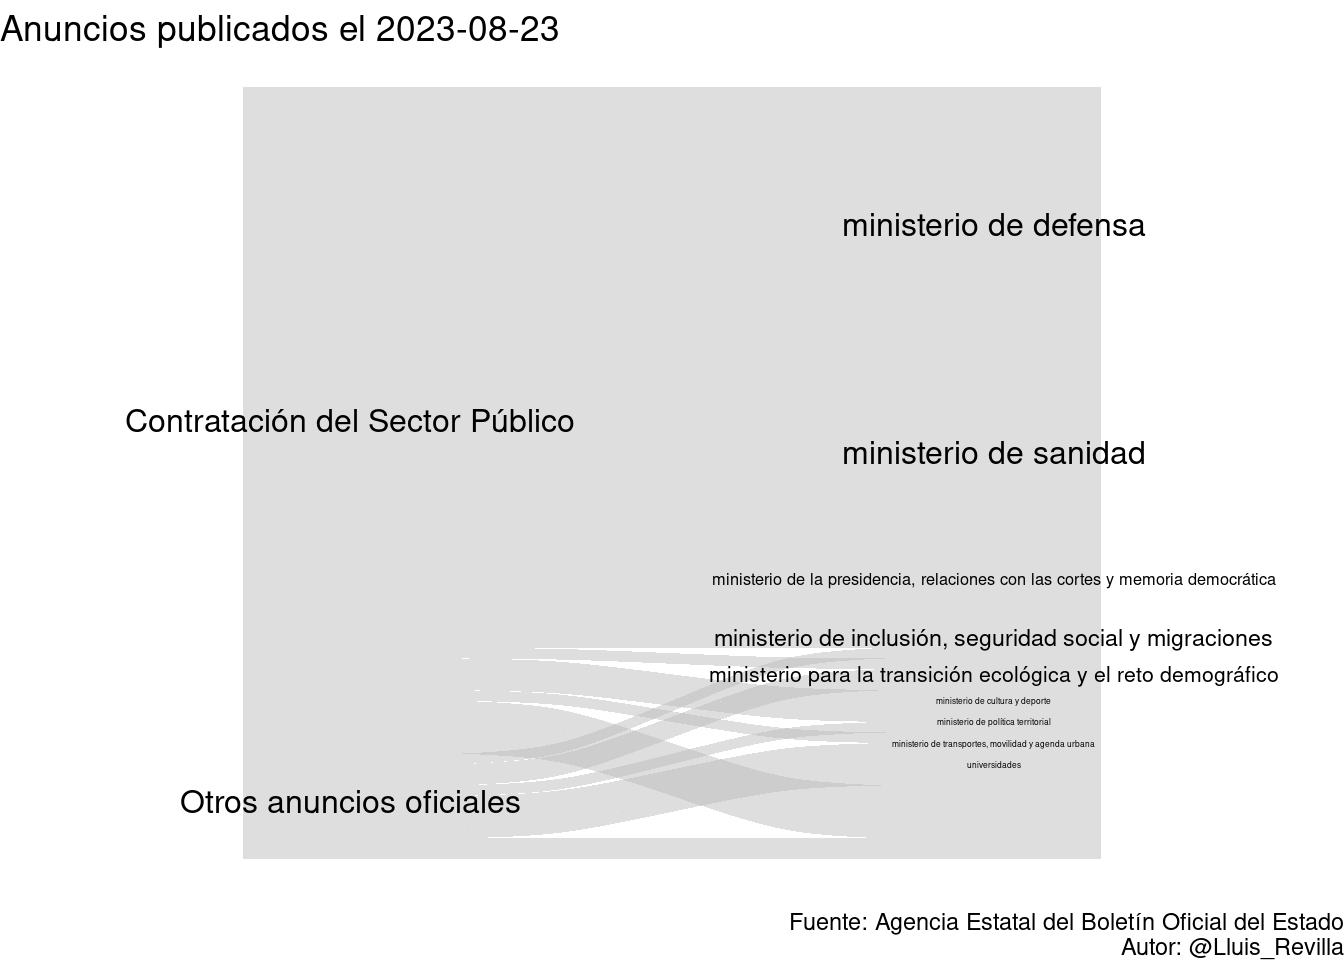 Anuncios publicados el 2023-08-23
ministerio de defensa
Contratación del Sector Público
ministerio de sanidad
ministerio de la presidencia, relaciones con las cortes y memoria democrática
ministerio de inclusión, seguridad social y migraciones
ministerio para la transición ecológica y el reto demográfico
ministerio de cultura y deporte
ministerio de política territorial
ministerio de transportes, movilidad y agenda urbana
universidades
Otros anuncios oficiales
Fuente: Agencia Estatal del Boletín Oficial del Estado
Autor: @Lluis_Revilla